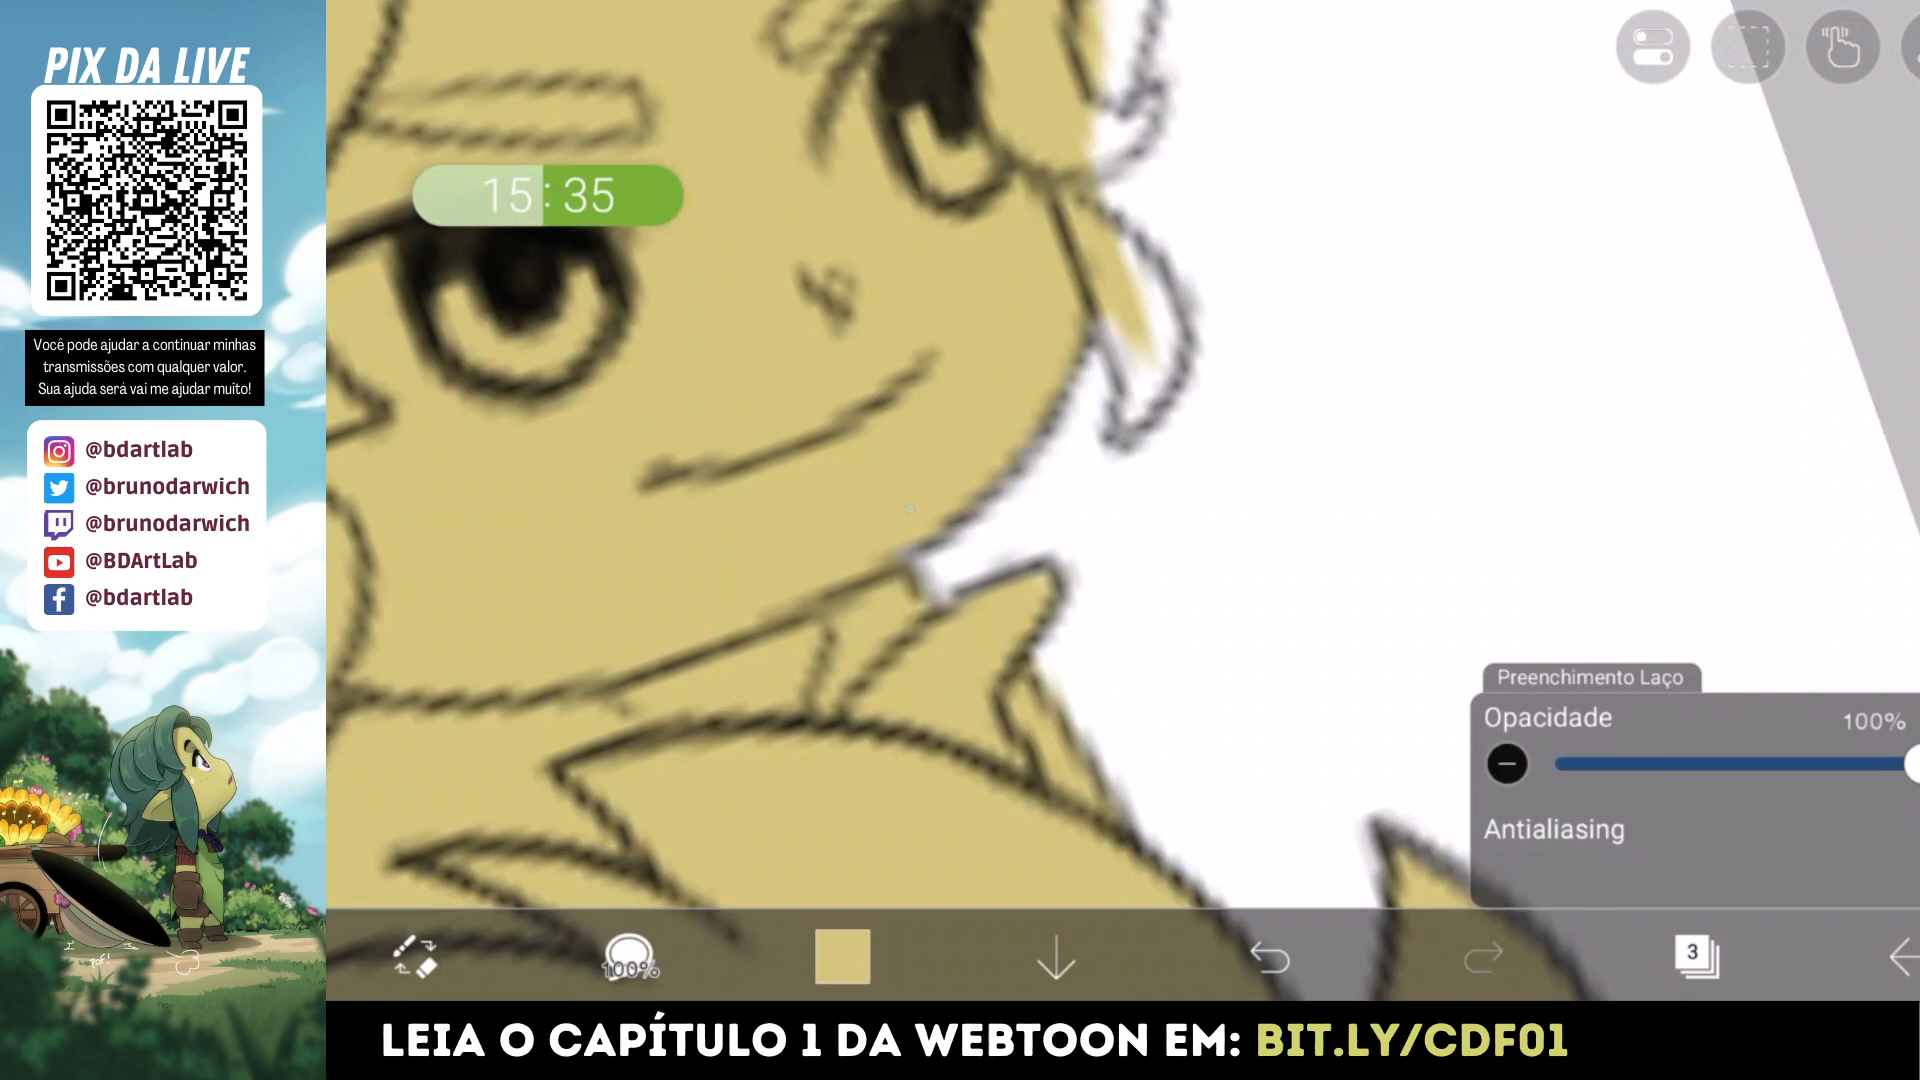 PIX DA LIVE
Você pode ajudar a continuar minhas
transmissões com qualquer valor.
Sua ajuda será vai me ajudar muito!
@bdartlab
@brunodarwich
@brunodarwich
@BDArtLab
@bdartlab
POF!
15:35
Preenchimento Laço
Opacidade 100%
Antialiasing
100%
3
LEIA O CAPÍTULO 1 DA WEBTOON EM: BIT.LY/CDF01